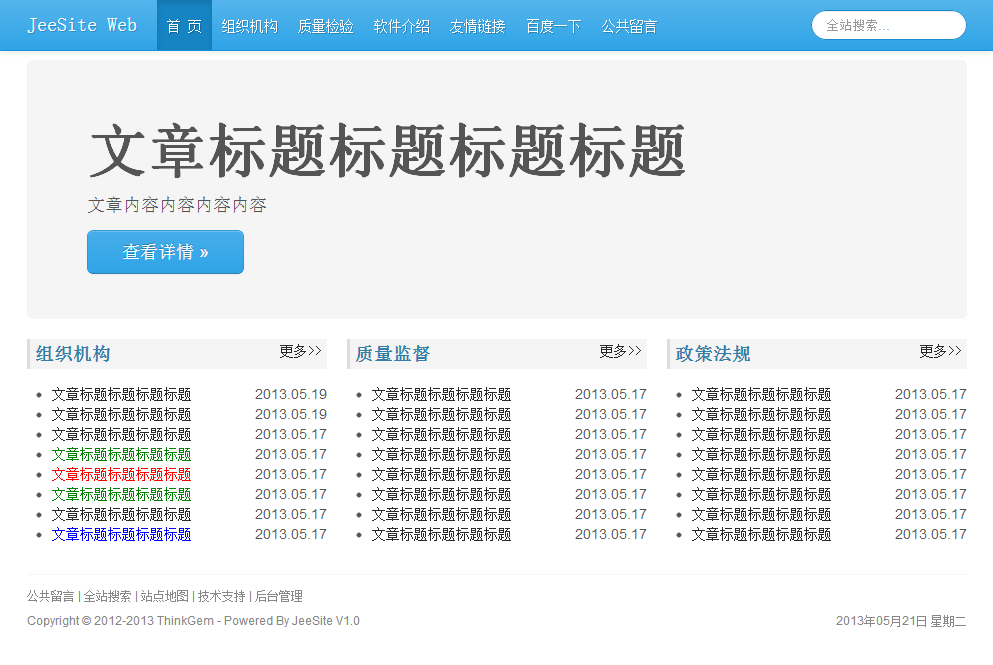 JeeSite Web 首 页 组织机构 质量检验 软件介绍 友情链接 百度一下 公共留言 全站搜索...
文章标题标题标题标题
文章内容内容内容内容
查看详情 »
组织机构 更多>>
文章标题标题标题标题 2013.05.19
文章标题标题标题标题 2013.05.19
文章标题标题标题标题 2013.05.17
文章标题标题标题标题 2013.05.17
文章标题标题标题标题 2013.05.17
文章标题标题标题标题 2013.05.17
文章标题标题标题标题 2013.05.17
文章标题标题标题标题 2013.05.17
质量监督 更多>>
文章标题标题标题标题 2013.05.17
文章标题标题标题标题 2013.05.17
文章标题标题标题标题 2013.05.17
文章标题标题标题标题 2013.05.17
文章标题标题标题标题 2013.05.17
文章标题标题标题标题 2013.05.17
文章标题标题标题标题 2013.05.17
文章标题标题标题标题 2013.05.17
政策法规 更多>>
文章标题标题标题标题 2013.05.17
文章标题标题标题标题 2013.05.17
文章标题标题标题标题 2013.05.17
文章标题标题标题标题 2013.05.17
文章标题标题标题标题 2013.05.17
文章标题标题标题标题 2013.05.17
文章标题标题标题标题 2013.05.17
文章标题标题标题标题 2013.05.17
公共留言 | 全站搜索 | 站点地图 | 技术支持 | 后台管理
Copyright © 2012-2013 ThinkGem - Powered By JeeSite V1.0 2013年05月21日 星期二